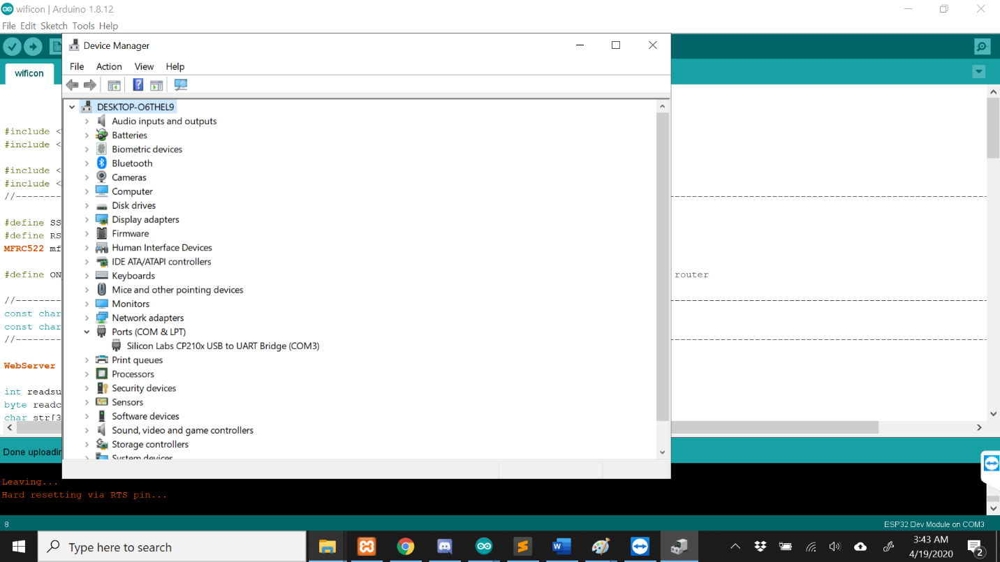 wificon | Arduino 1.8.12
File Edit Sketch Tools Help
Device Manager
File Action View Help
wificon
DESKTOP-O6THEL9
Audio inputs and outputs
Batteries
#include <
Biometric devices
#include <
Bluetooth
#include <
Cameras
#include <
Computer
//--------
Disk drives
#define SS
Display adapters
#define RS
Firmware
MFRC522 mf
Human Interface Devices
IDE ATA/ATAPI controllers
#define ON
Keyboards
router
Mice and other pointing devices
//--------
Monitors
const char
Network adapters
const char
Ports (COM & LPT)
//--------
Silicon Labs CP210x USB to UART Bridge (COM3)
WebServer
Print queues
Processors
int readsu
Security devices
byte readc
Sensors
char str[3
Software devices
Sound, video and game controllers
Storage controllers
Done uploadin
System devices
Leaving...
Hard resetting via RTS pin...
8
ESP32 Dev Module on COM3
Type here to search
3:43 AM
4/19/2020
2